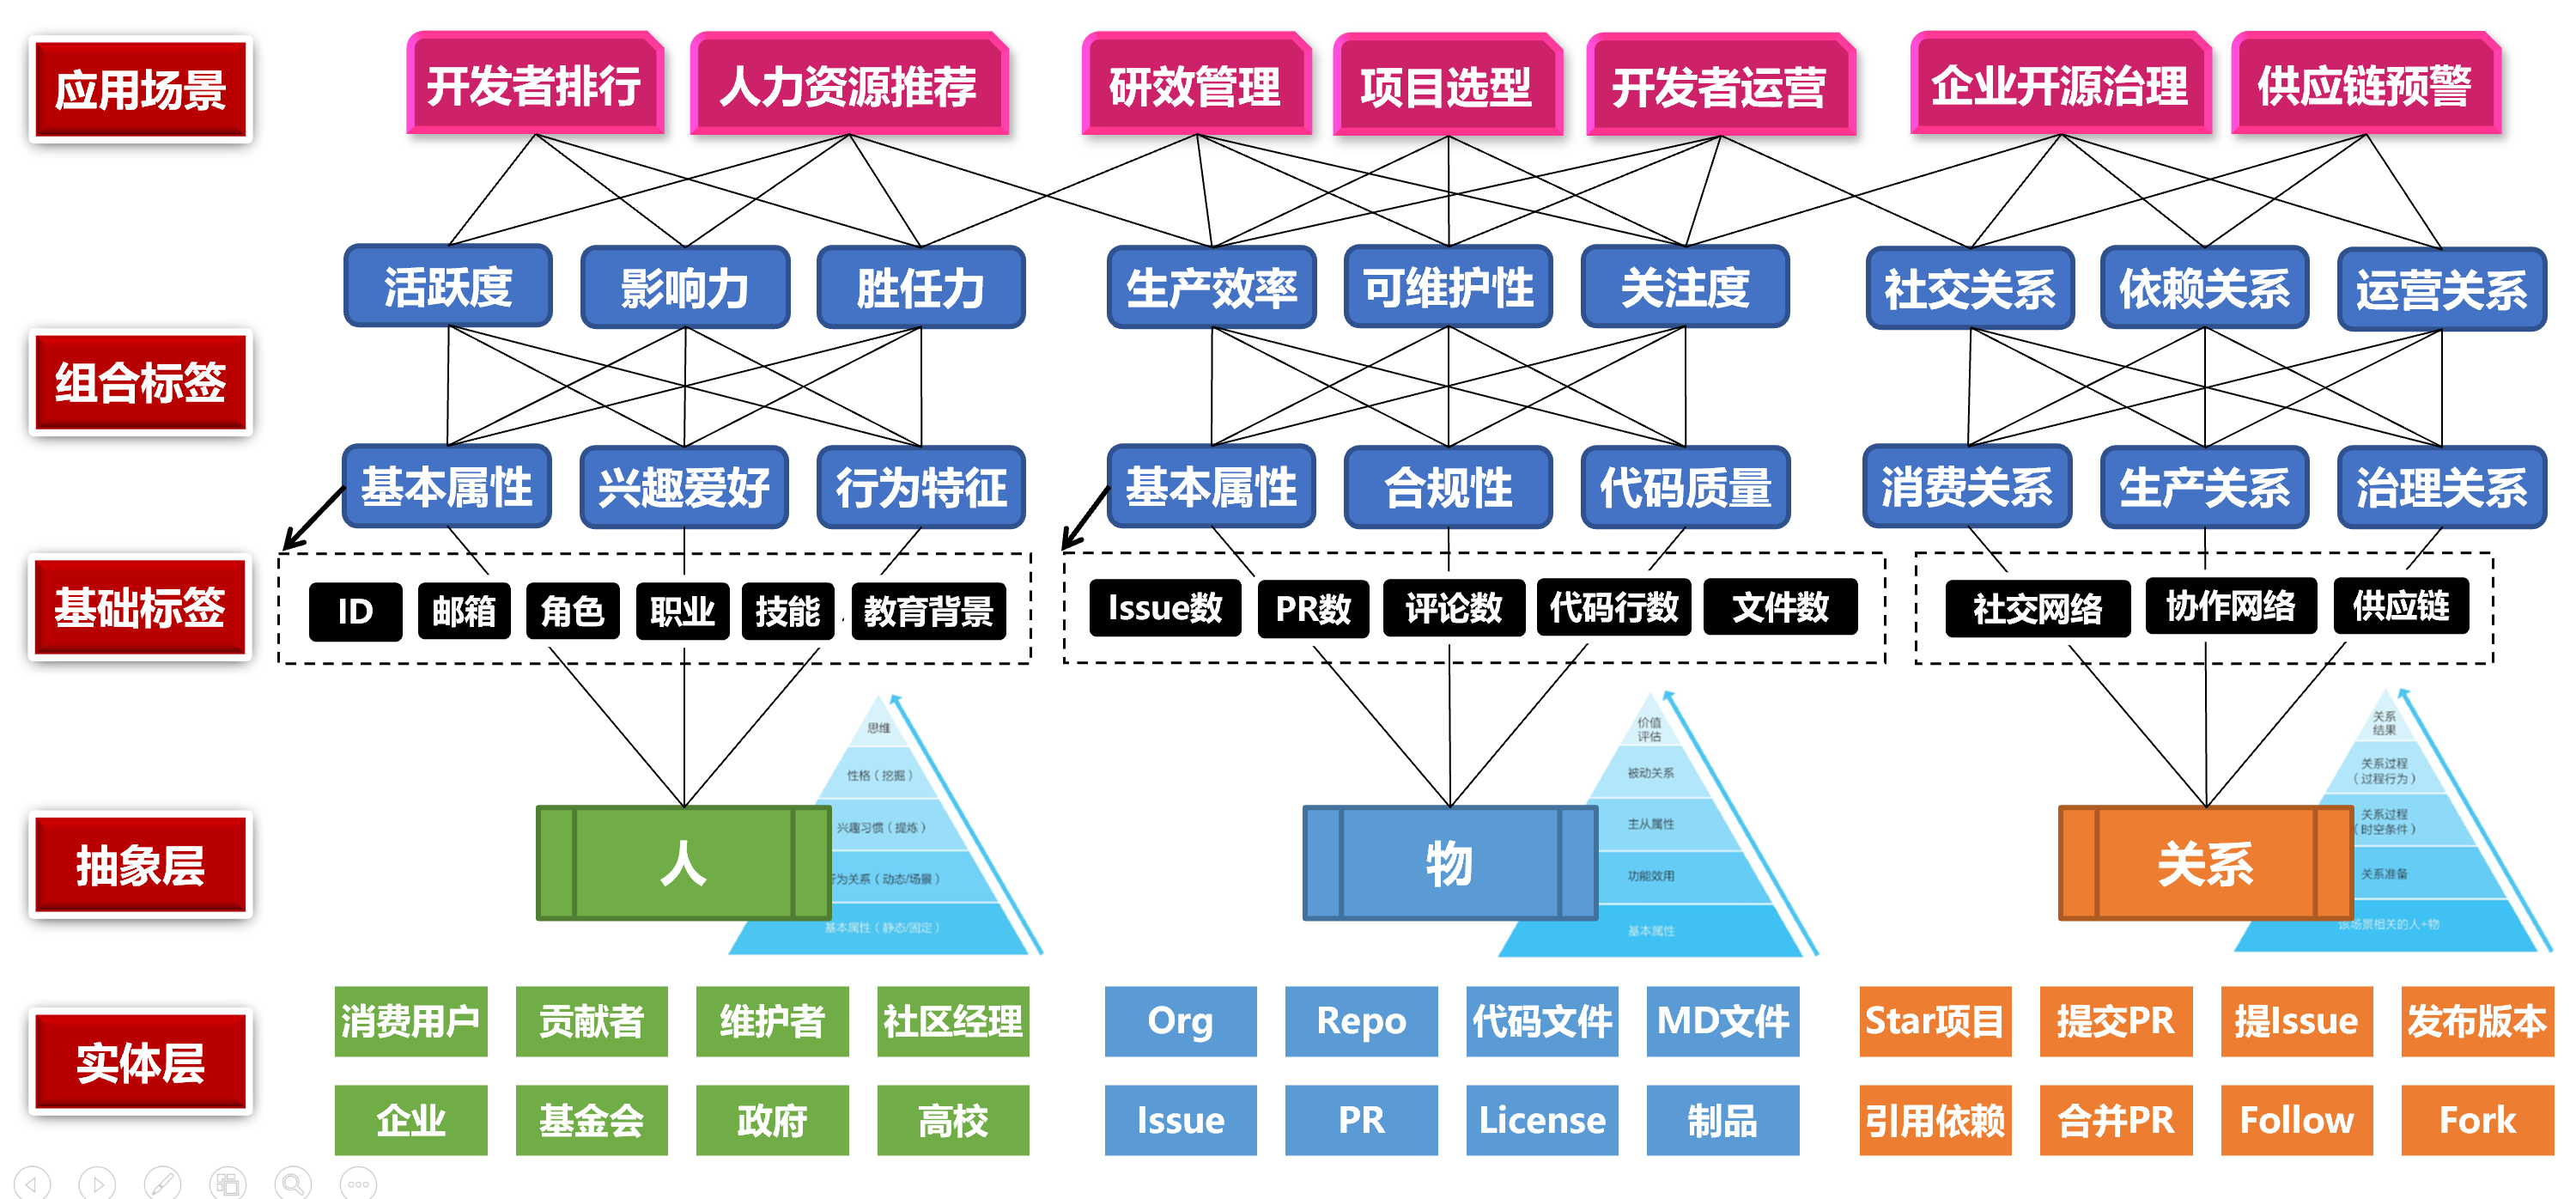 应用场景
开发者排行
人力资源推荐
研效管理
项目选型
开发者运营
企业开源治理
供应链预警
组合标签
活跃度
影响力
胜任力
生产效率
可维护性
关注度
社交关系
依赖关系
运营关系
基本属性
兴趣爱好
行为特征
基本属性
合规性
代码质量
消费关系
生产关系
治理关系
基础标签
ID
邮箱
角色
职业
技能
教育背景
Issue数
PR数
评论数
代码行数
文件数
社交网络
协作网络
供应链
抽象层
人
思维
性格（挖掘）
兴趣习惯（提炼）
行为关系（动态/场景）
基本属性（静态/固定）
物
价值
评估
被动关系
主从属性
功能效用
基本属性
关系
关系
结果
关系过程
（过程行为）
关系过程
（时空条件）
关系准备
该场景相关的人+物
实体层
消费用户
贡献者
维护者
社区经理
Org
Repo
代码文件
MD文件
Star项目
提交PR
提Issue
发布版本
企业
基金会
政府
高校
Issue
PR
License
制品
引用依赖
合并PR
Follow
Fork